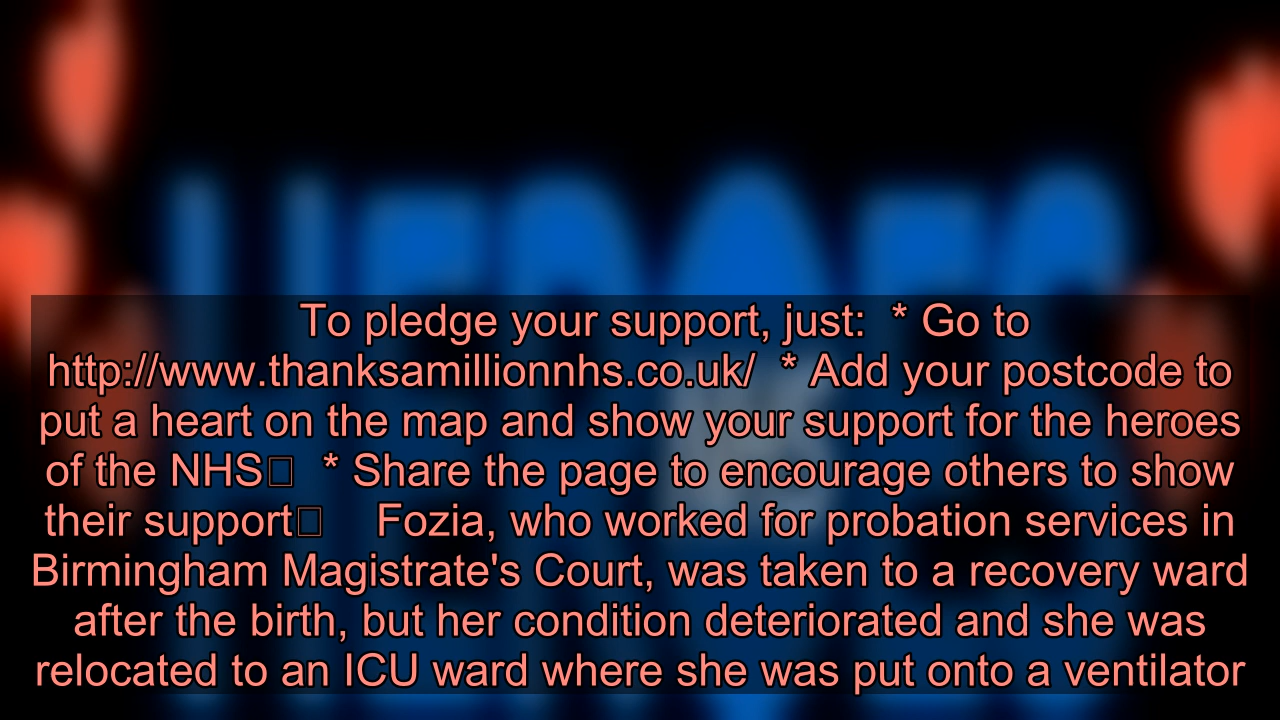 HEROES
To pledge your support, just:  * Go to
http://www.thanksamillionnhs.co.uk/  * Add your postcode to
put a heart on the map and show your support for the heroes
of the NHS□  * Share the page to encourage others to show
their support□    Fozia, who worked for probation services in
Birmingham Magistrate's Court, was taken to a recovery ward
after the birth, but her condition deteriorated and she was
relocated to an ICU ward where she was put onto a ventilator